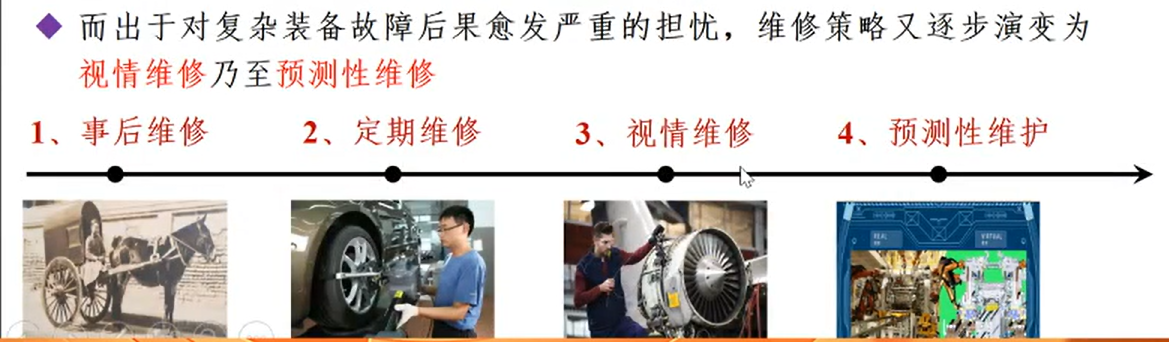 而出于对复杂装备故障后果愈发严重的担忧，维修策略又逐步演变为
视情维修乃至预测性维修
1、事后维修
2、定期维修
3、视情维修
4、预测性维护
REAL
VIRTUAL